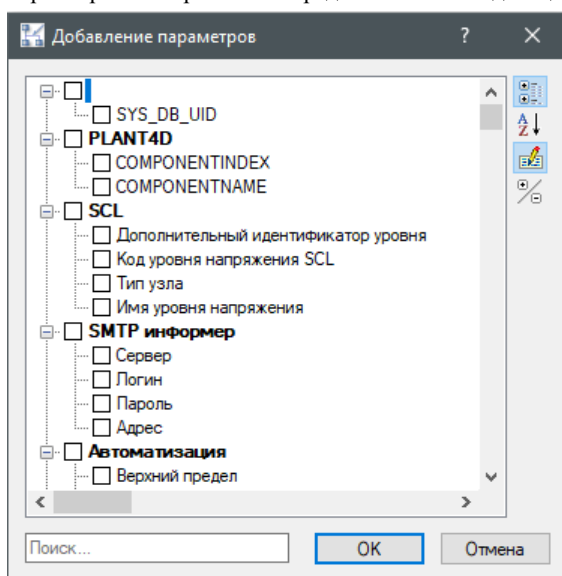 Добавление параметров
SYS_DB_UID
PLANT4D
COMPONENTINDEX
COMPONENTNAME
SCL
Дополнительный идентификатор уровня
Код уровня напряжения SCL
Тип узла
Имя уровня напряжения
SMTP информер
Сервер
Логин
Пароль
Адрес
Автоматизация
Верхний предел
Поиск...
OK
Отмена